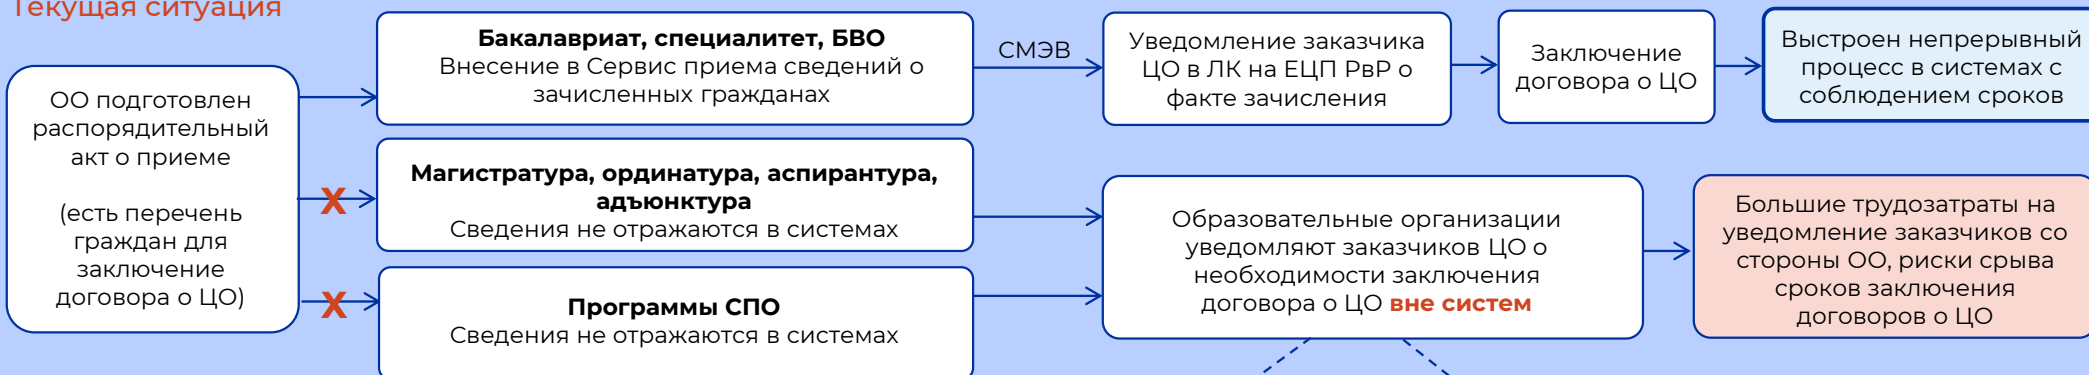 Текущая ситуация
ОО подготовлен
распорядительный
акт о приеме
(есть перечень
граждан для
заключение
договора о ЦО)
Бакалавриат, специалитет, БВО
Внесение в Сервис приема сведений о
зачисленных гражданах
СМЭВ
Уведомление заказчика
ЦО в ЛК на ЕЦП РвР о
факте зачисления
Заключение
договора о ЦО
Выстроен непрерывный
процесс в системах с
соблюдением сроков
X
Магистратура, ординатура, аспирантура,
адъюнктура
Сведения не отражаются в системах
X
Программы СПО
Сведения не отражаются в системах
Образовательные организации
уведомляют заказчиков ЦО о
необходимости заключения
договора о ЦО вне систем
Большие трудозатраты на
уведомление заказчиков со
стороны ОО, риски срыва
сроков заключения
договоров о ЦО